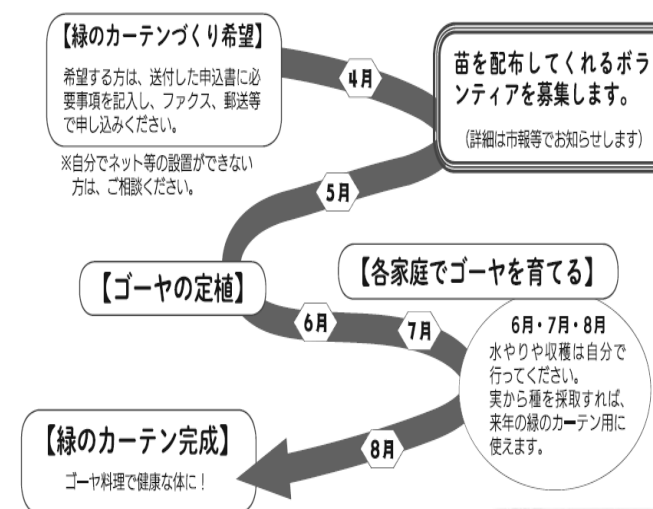 【緑のカーテンづくり希望】
希望する方は、送付した申込書に必
要事項を記入し、ファクス、郵送等
で申し込みください。
※自分でネット等の設置ができない
方は、ご相談ください。
4月
苗を配布してくれるボラ
ンティアを募集します。
(詳細は市報等でお知らせします)
5月
【ゴーヤの定植】
【各家庭でゴーヤを育てる】
6月
7月
6月・7月・8月
水やりや収穫は自分で
行ってください。
実から種を採取すれば、
来年の緑のカーテン用に
使えます。
8月
【緑のカーテン完成】
ゴーヤ料理で健康な体に!